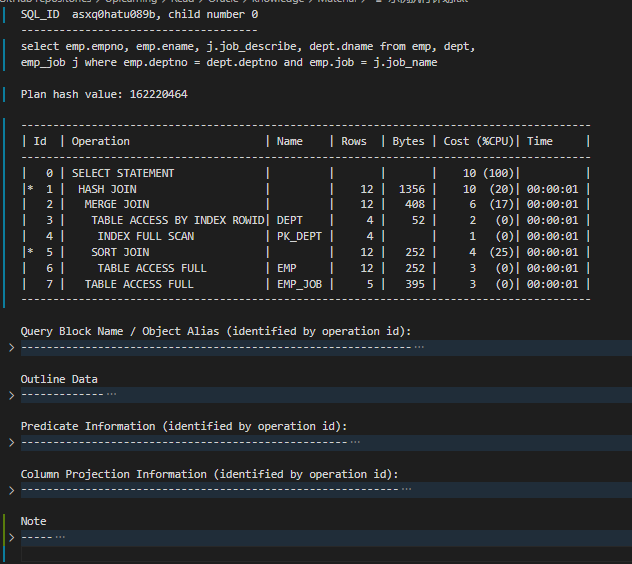 SQL_ID  asxq0hatu089b, child number 0
-------------------------------------
select emp.empno, emp.ename, j.job_describe, dept.dname from emp, dept,
emp_job j where emp.deptno = dept.deptno and emp.job = j.job_name

Plan hash value: 162220464

------------------------------------------------------------------------------------------
| Id  | Operation                     | Name    | Rows  | Bytes | Cost (%CPU)| Time     |
------------------------------------------------------------------------------------------
|   0 | SELECT STATEMENT              |         |       |       |    10 (100)|          |
|*  1 |  HASH JOIN                    |         |    12 |  1356 |    10  (20)| 00:00:01 |
|   2 |   MERGE JOIN                  |         |    12 |   408 |     6  (17)| 00:00:01 |
|   3 |    TABLE ACCESS BY INDEX ROWID| DEPT    |     4 |    52 |     2   (0)| 00:00:01 |
|   4 |     INDEX FULL SCAN           | PK_DEPT |     4 |       |     1   (0)| 00:00:01 |
|*  5 |    SORT JOIN                  |         |    12 |   252 |     4  (25)| 00:00:01 |
|   6 |     TABLE ACCESS FULL         | EMP     |    12 |   252 |     3   (0)| 00:00:01 |
|   7 |   TABLE ACCESS FULL           | EMP_JOB |     5 |   395 |     3   (0)| 00:00:01 |
------------------------------------------------------------------------------------------

Query Block Name / Object Alias (identified by operation id):
------------------------------------------------------------- ···

Outline Data
------------- ···

Predicate Information (identified by operation id):
--------------------------------------------------- ···

Column Projection Information (identified by operation id):
----------------------------------------------------------- ···

Note
----- ···